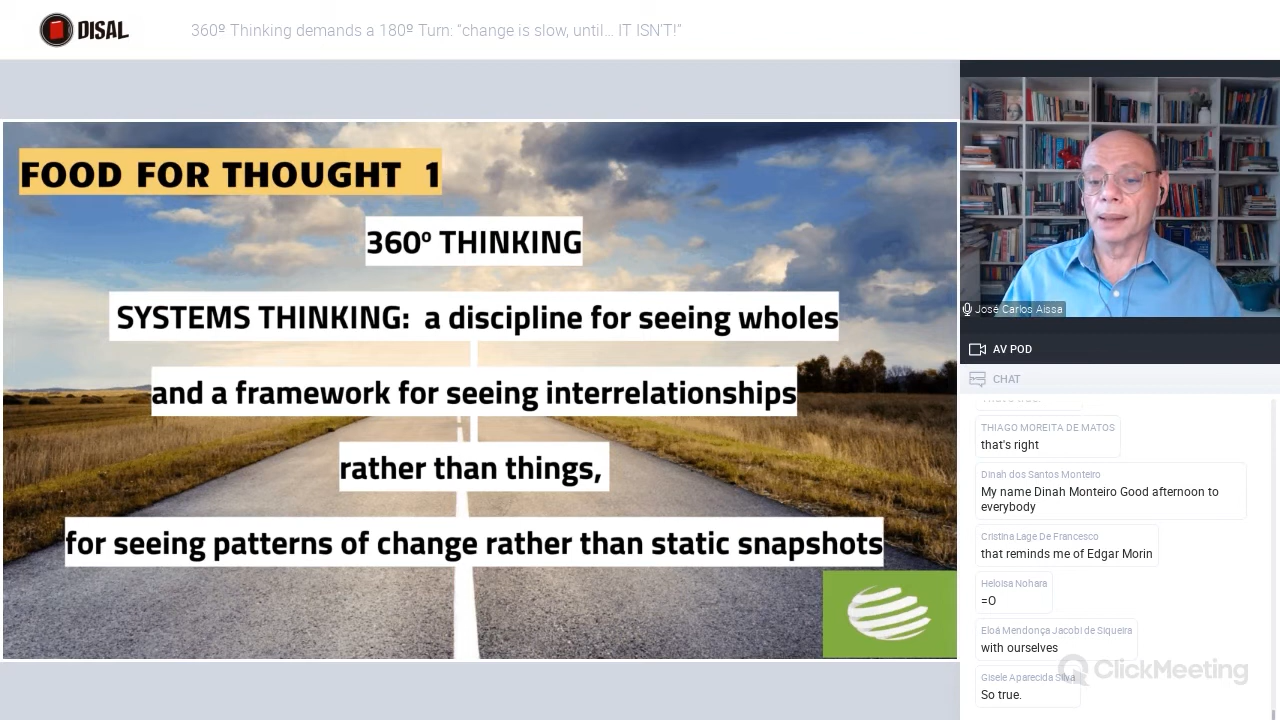 DISAL
360º Thinking demands a 180º Turn: “change is slow, until... IT ISN’T!”
FOOD FOR THOUGHT 1
360º THINKING
SYSTEMS THINKING: a discipline for seeing wholes
and a framework for seeing interrelationships
rather than things,
for seeing patterns of change rather than static snapshots
José Carlos Aissa
AV POD
CHAT
THIAGO MOREITA DE MATOS
that's right
Dinah dos Santos Monteiro
My name Dinah Monteiro Good afternoon to
everybody
Cristina Lage De Francesco
that reminds me of Edgar Morin
Heloisa Nohara
=O
Eloá Mendonça Jacobi de Siqueira
with ourselves
Gisele Aparecida Silva
So true.
ClickMeeting